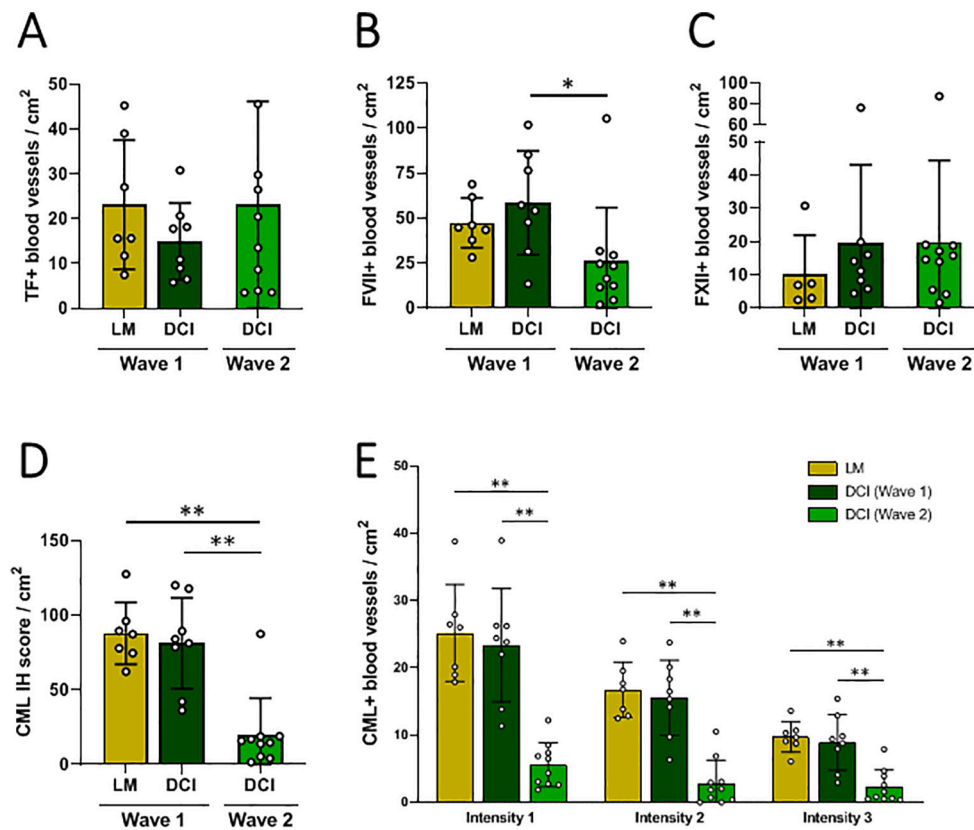 A
TF+ blood vessels / cm²
50
40
30
20
10
0
LM DCI DCI
Wave 1 Wave 2
B
FVII+ blood vessels / cm²
125
100
75
50
25
0
*
LM DCI DCI
Wave 1 Wave 2
C
FXII+ blood vessels / cm²
100
80
60
50
40
30
20
10
0
LM DCI DCI
Wave 1 Wave 2
D
CML IH score / cm²
150
100
50
0
**
**
LM DCI DCI
Wave 1 Wave 2
E
CML+ blood vessels / cm²
50
40
30
20
10
0
**
**
**
**
**
**
LM
DCI (Wave 1)
DCI (Wave 2)
Intensity 1 Intensity 2 Intensity 3